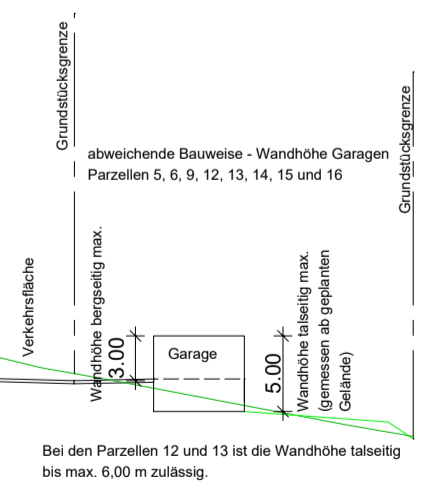 Grundstücksgrenze
Grundstücksgrenze
abweichende Bauweise - Wandhöhe Garagen
Parzellen 5, 6, 9, 12, 13, 14, 15 und 16
Verkehrsfläche
Wandhöhe bergseitig max.
3.00
Garage
5.00
Wandhöhe talseitig max.
(gemessen ab geplanten
Gelände)
Bei den Parzellen 12 und 13 ist die Wandhöhe talseitig
bis max. 6,00 m zulässig.